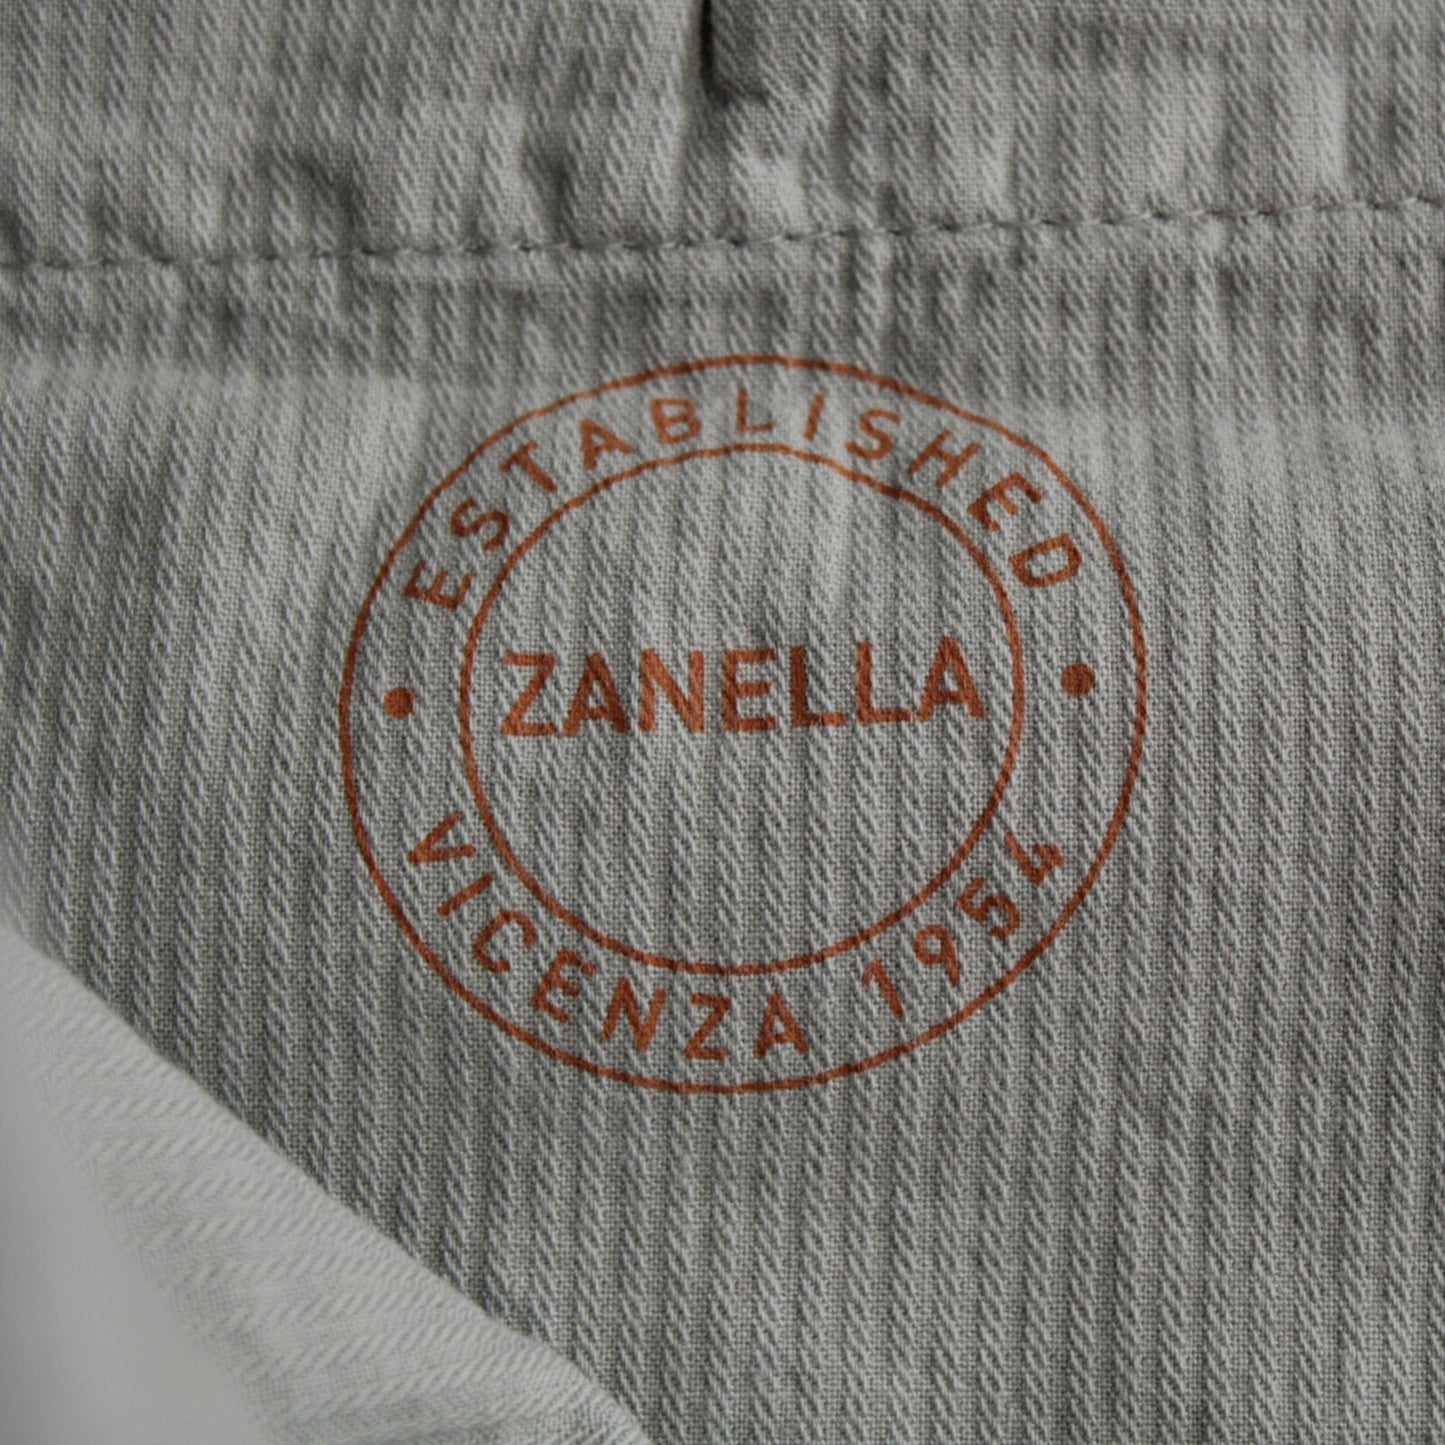 ESTABLISHED
ZANELLA
VICENZA 1954